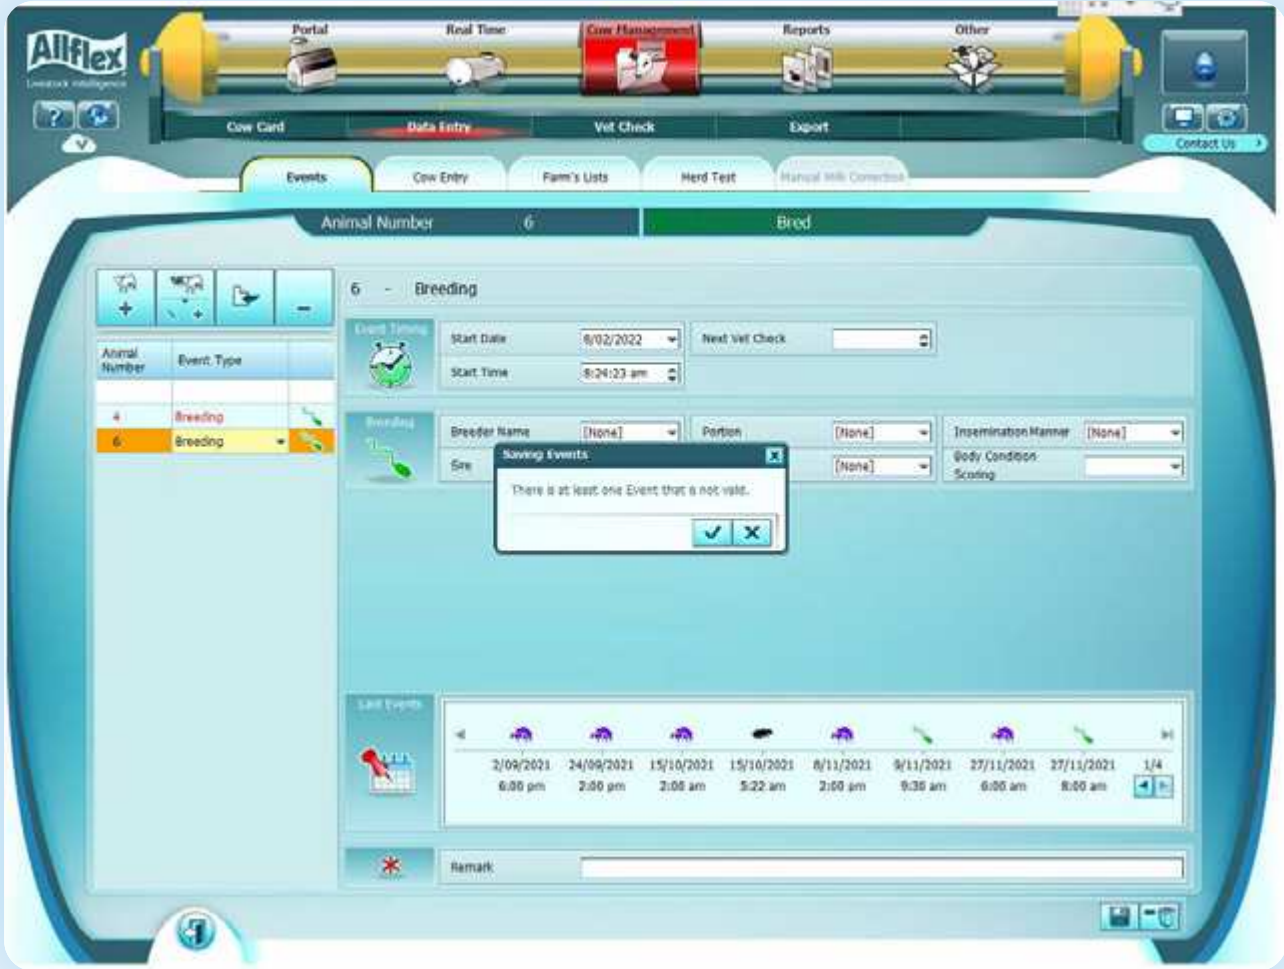 Portal
Real Time
Cow Management
Reports
Other
Allflex
Livestock Intelligence
Cow Card
Data Entry
Vet Check
Export
Contact Us
Events
Cow Entry
Farm's Lists
Herd Test
Manual Milk Correction
Animal Number 6
Bred
6 - Breeding
Event Timing
Start Date 8/02/2022
Next Vet Check
Start Time 8:24:23 am
Animal Number
Event Type
4 Breeding
6 Breeding
Breeding
Breeder Name [None]
Portion [None]
Insemination Manner [None]
Sire
[None]
Body Condition Scoring
Saving Events
There is at least one Event that is not valid.
Last Events
2/09/2021 24/09/2021 15/10/2021 15/10/2021 8/11/2021 9/11/2021 27/11/2021 27/11/2021 1/4
6:00 pm 2:00 pm 2:00 am 5:22 am 2:00 pm 9:36 am 6:00 am 8:00 am
Remark